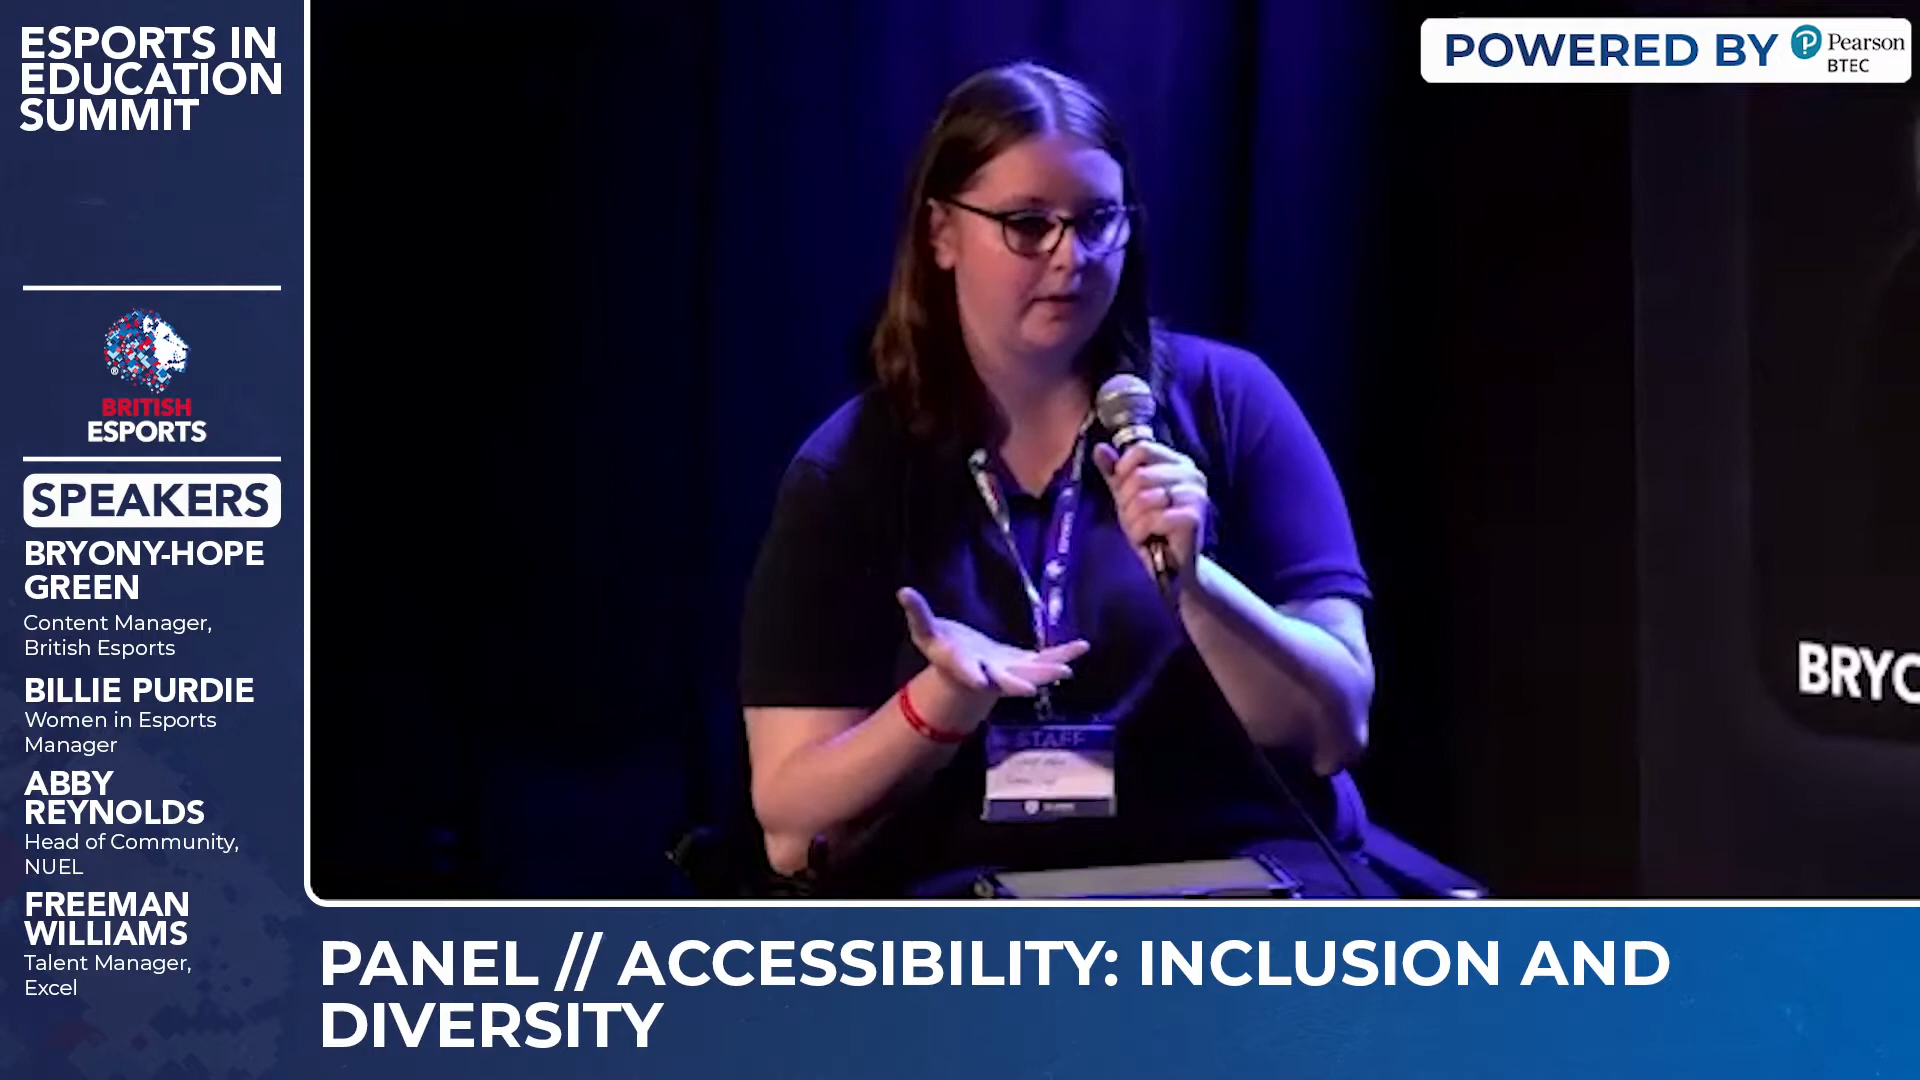 ESPORTS IN
EDUCATION
SUMMIT
BRITISH
ESPORTS
SPEAKERS
BRYONY-HOPE
GREEN
Content Manager,
British Esports
BILLIE PURDIE
Women in Esports
Manager
ABBY
REYNOLDS
Head of Community,
NUEL
FREEMAN
WILLIAMS
Talent Manager,
Excel
POWERED BY
Pearson
BTEC
STAFF
BRYO
PANEL // ACCESSIBILITY: INCLUSION AND
DIVERSITY